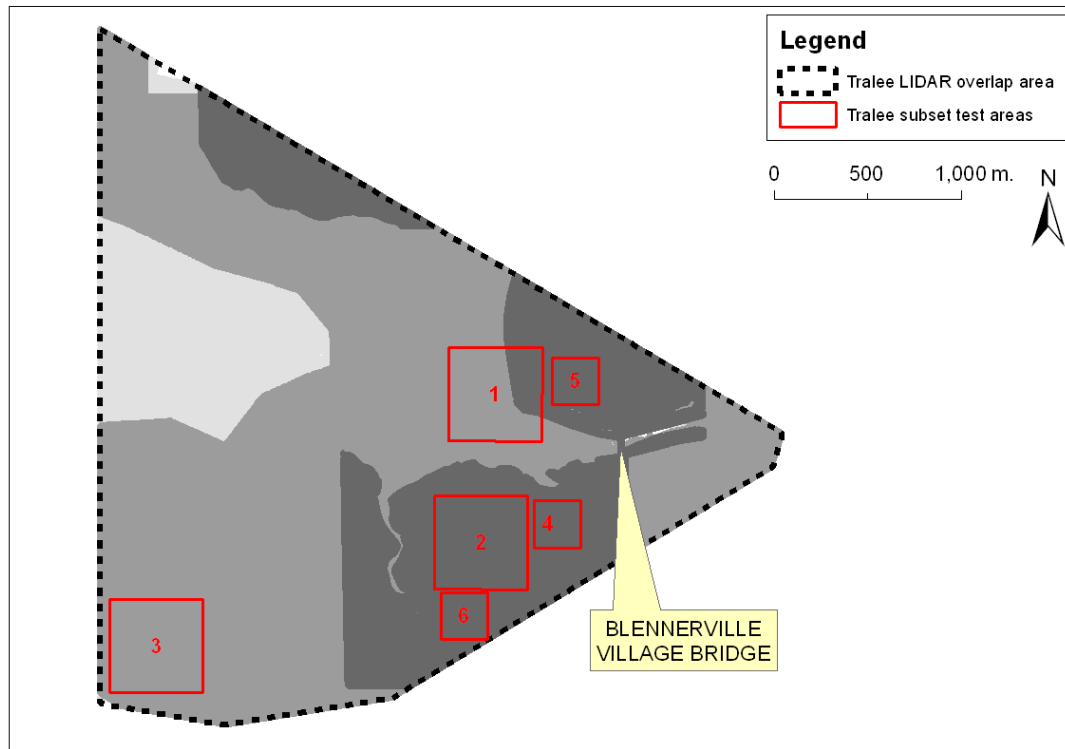 Legend
Tralee LIDAR overlap area
Tralee subset test areas
0 500 1,000 m.
N
1
5
2
4
6
3
BLENNERVILLE
VILLAGE BRIDGE